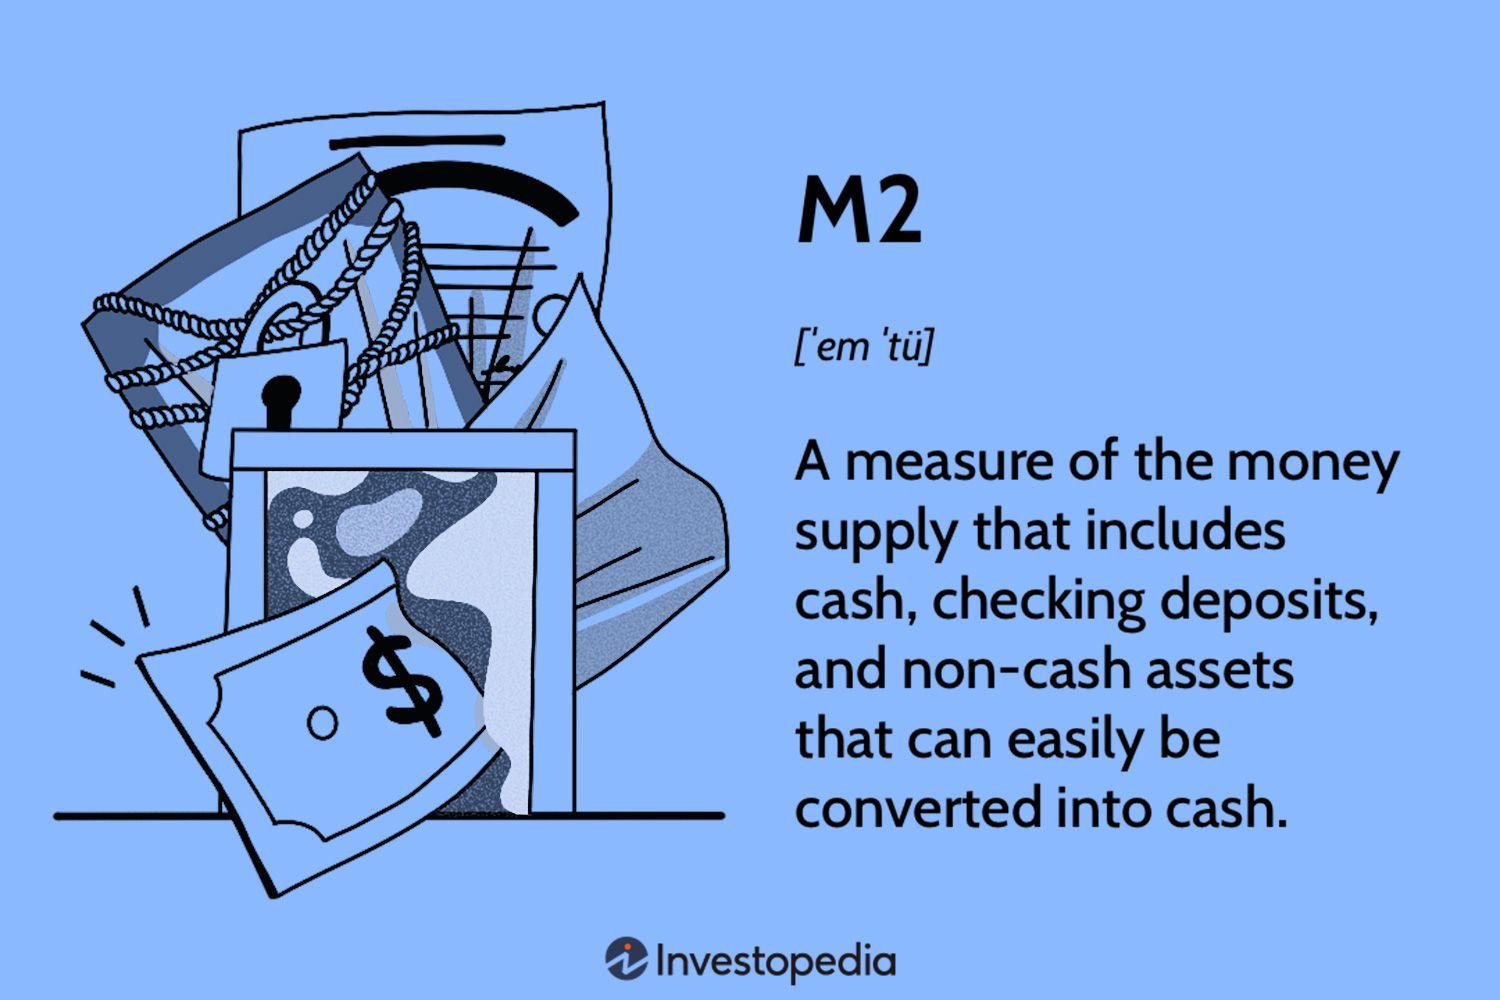 M2
[ˈem ˈtü]
A measure of the money
supply that includes
cash, checking deposits,
and non-cash assets
that can easily be
converted into cash.
$
Investopedia